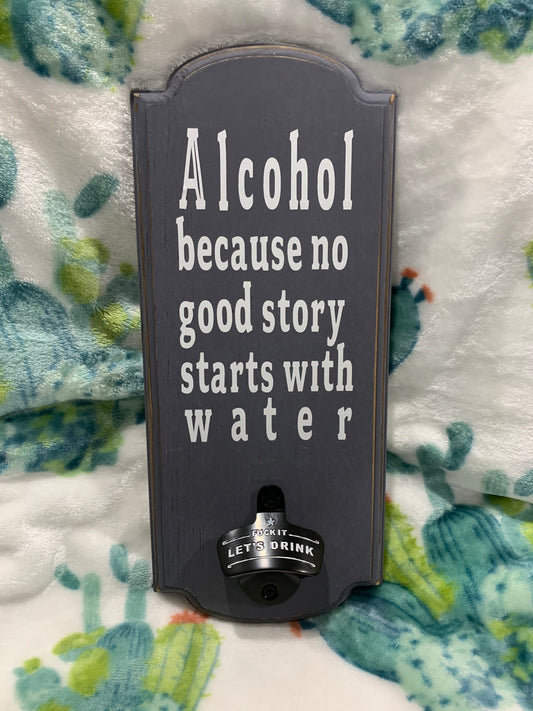 Alcohol
because no
good story
starts with
water
FUCK IT
LET'S DRINK